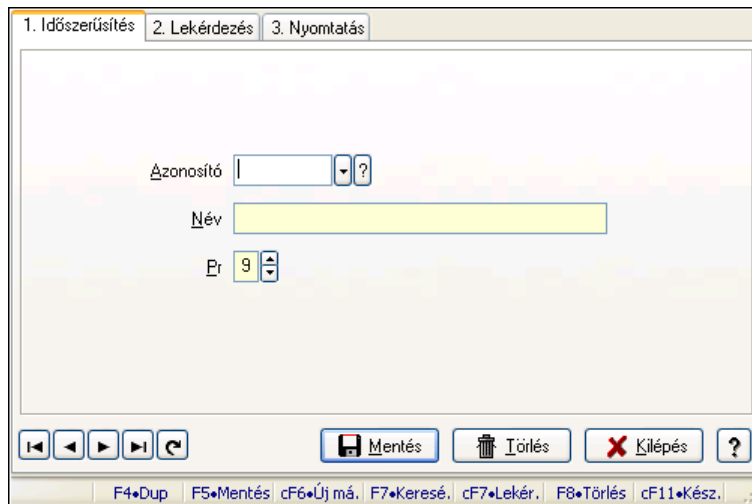 1. Időszerűsítés 2. Lekérdezés 3. Nyomtatás
Azonosító ?
Név
Pr 9
Mentés Törlés Kilépés ?
F4•Dup F5•Mentés cF6•Új má. F7•Keresé. cF7•Lekér. F8•Törlés cF11•Kész.